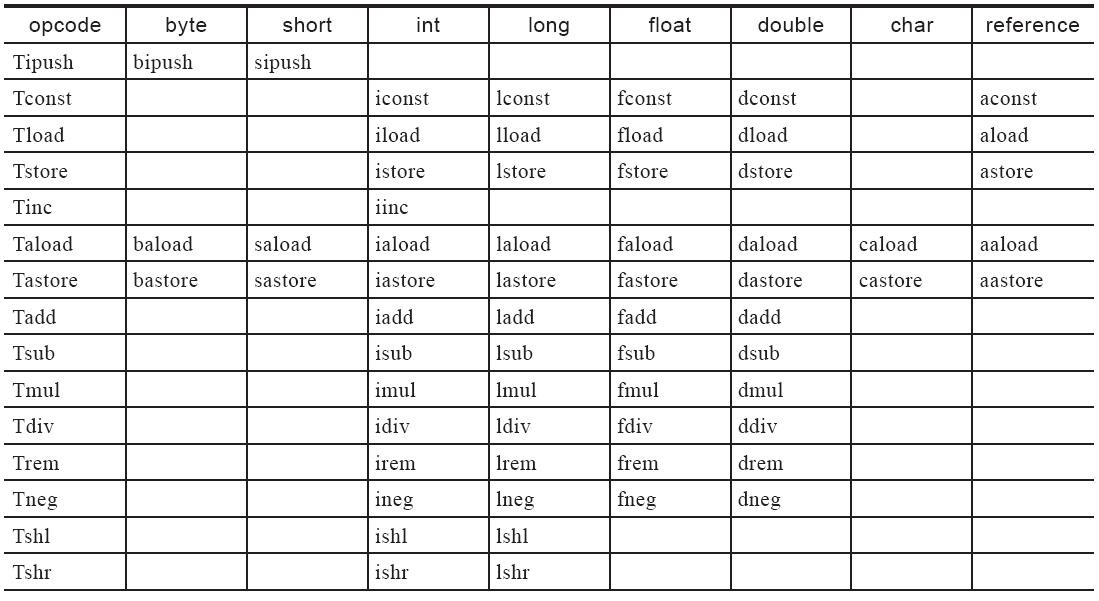 opcode byte short int long float double char reference
Tipush bipush sipush
Tconst iconst lconst fconst dconst aconst
Tload iload lload fload dload aload
Tstore istore lstore fstore dstore astore
Tinc iinc
Taload baload saload iaload laload faload daload caload aaload
Tastore bastore sastore iastore lastore fastore dastore castore aastore
Tadd iadd ladd fadd dadd
Tsub isub lsub fsub dsub
Tmul imul lmul fmul dmul
Tdiv idiv ldiv fdiv ddiv
Trem irem lrem frem drem
Tneg ineg lneg fneg dneg
Tshl ishl lshl
Tshr ishr lshr